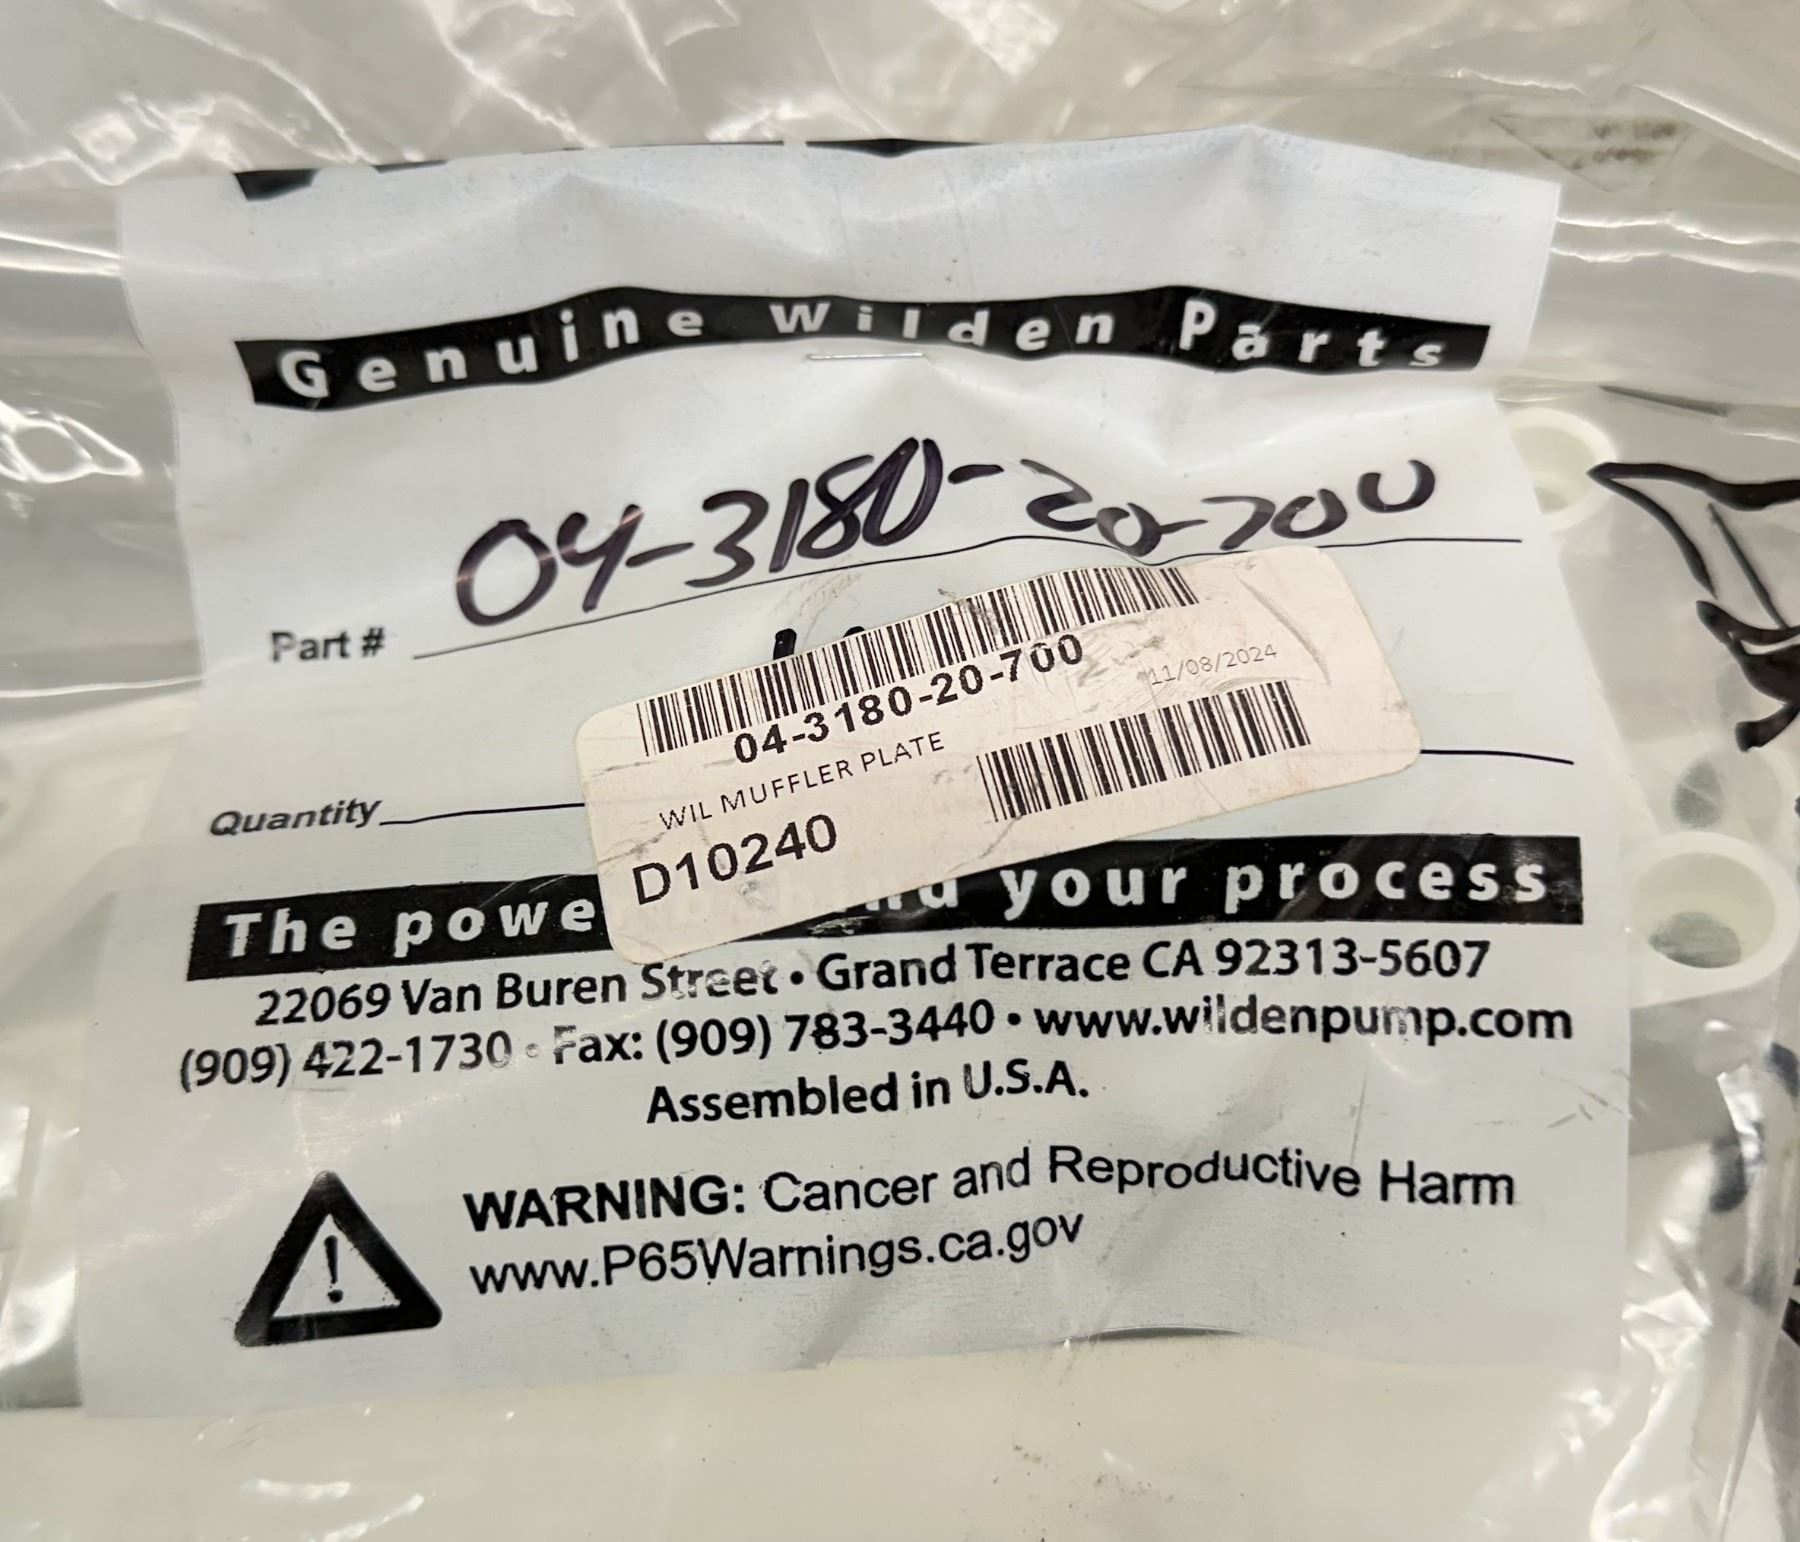 Genuine Wilden Parts
04-3180-20-700
Part #
04-3180-20-700
11/08/2024
WIL MUFFLER PLATE
D10240
Quantity
The your process
22069 Van Buren Street • Grand Terrace CA 92313-5607
(909) 422-1730 • Fax: (909) 783-3440 • www.wildenpump.com
Assembled in U.S.A.
WARNING: Cancer and Reproductive Harm
www.P65Warnings.ca.gov